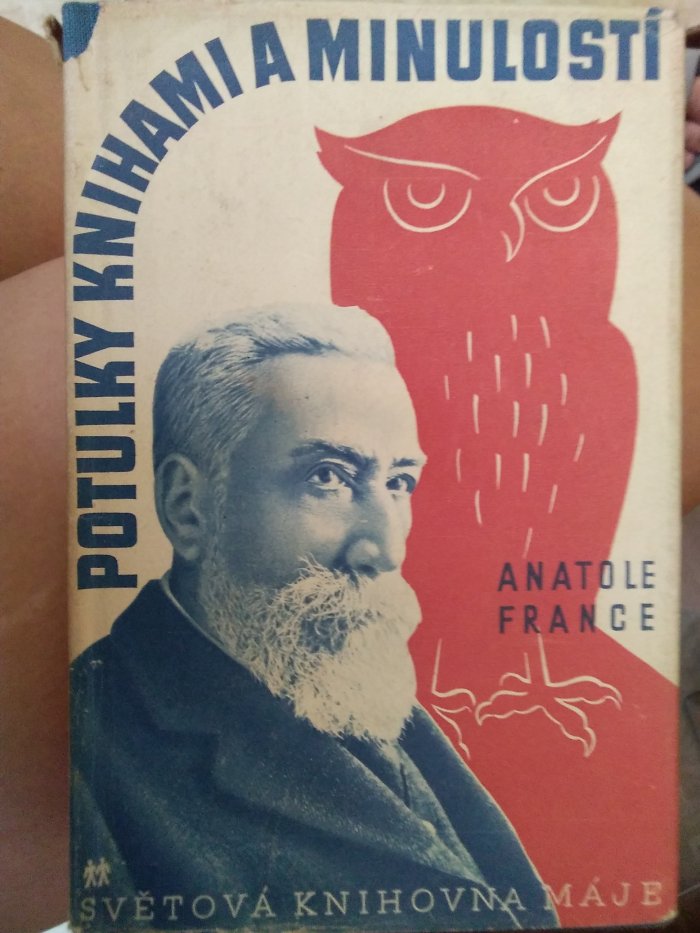 POTULKY KNIHAMI A MINULOSTÍ
ANATOLE
FRANCE
SVĚTOVÁ KNIHOVNA MÁJE